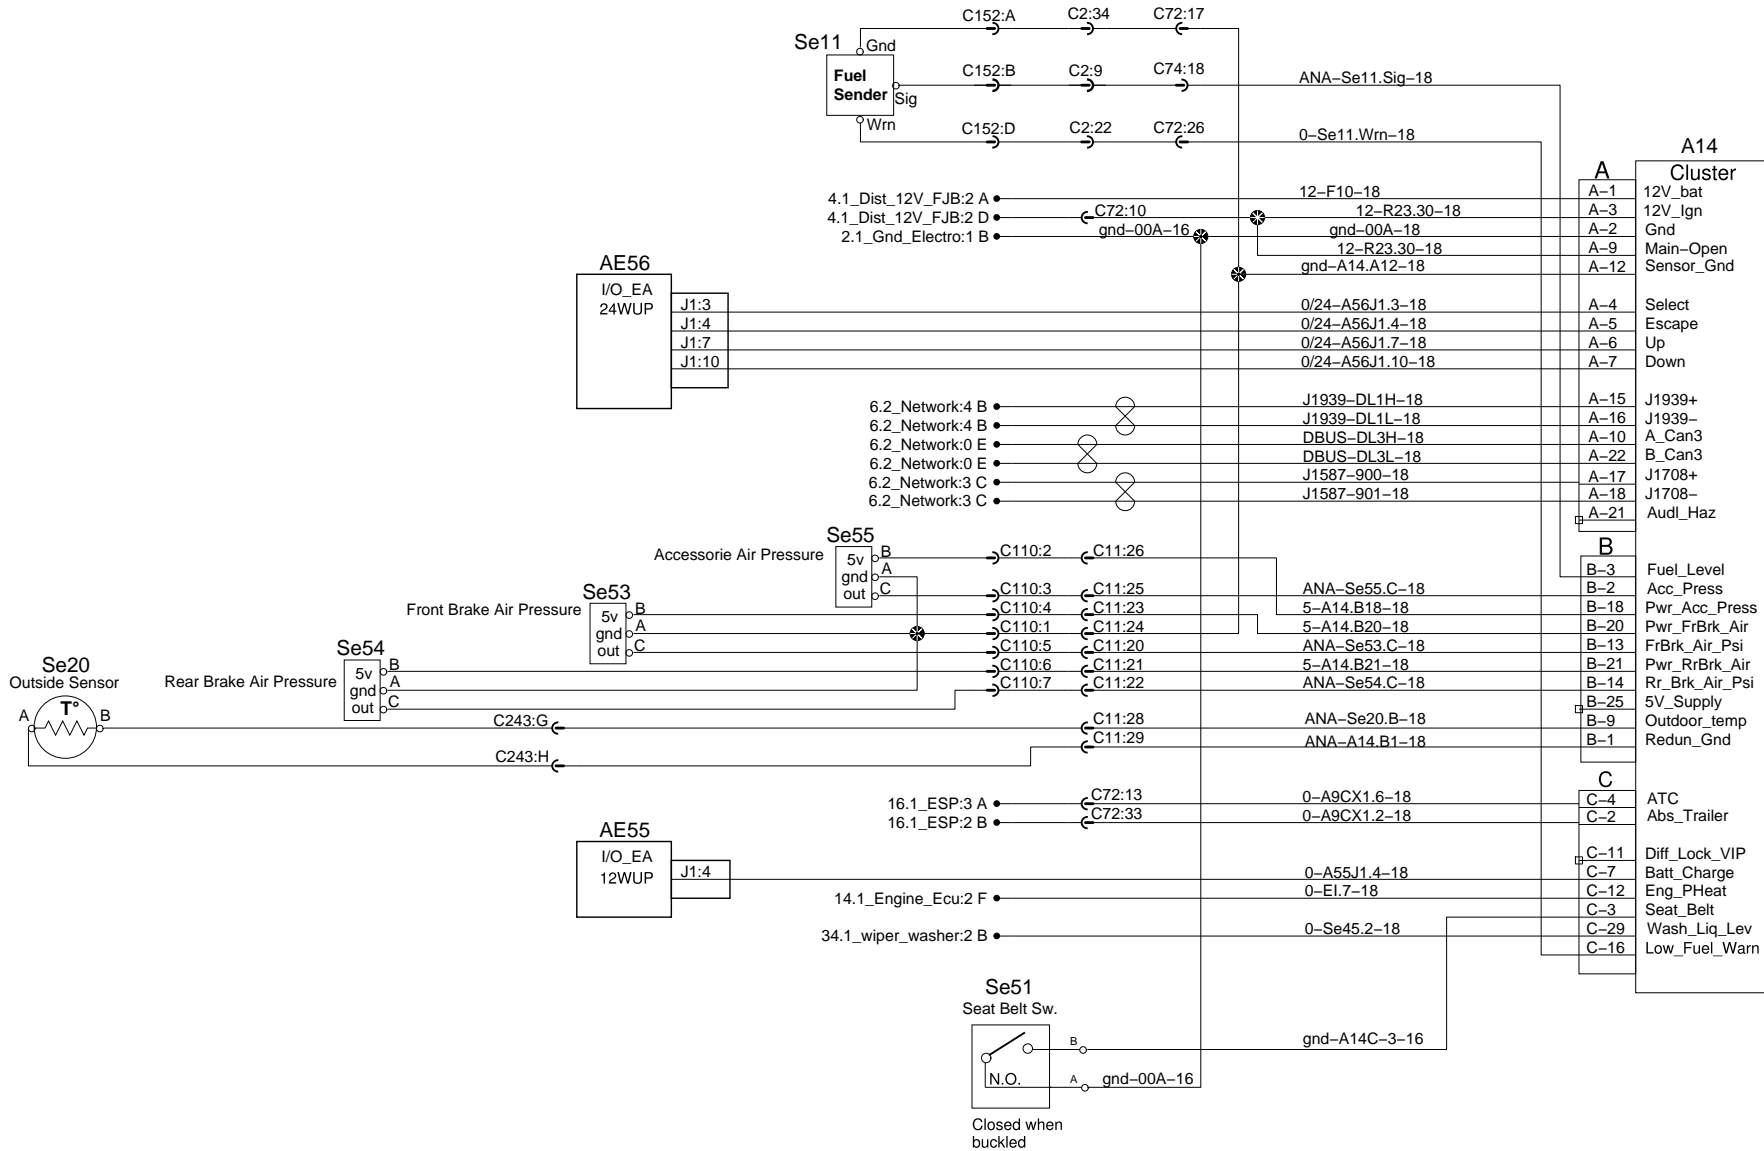 C152:A C2:34 C72:17
Se11 Gnd
Fuel
Sender
C152:B C2:9 C74:18 ANA–Se11.Sig–18
Sig
Wrn C152:D C2:22 C72:26 0–Se11.Wrn–18
A14
A Cluster
4.1_Dist_12V_FJB:2 A 12–F10–18 A–1 12V_bat
4.1_Dist_12V_FJB:2 D C72:10 12–R23.30–18 A–3 12V_Ign
2.1_Gnd_Electro:1 B gnd–00A–16 gnd–00A–18 A–2 Gnd
12–R23.30–18 A–9 Main–Open
gnd–A14.A12–18 A–12 Sensor_Gnd
AE56
I/O_EA
24WUP
J1:3 0/24–A56J1.3–18 A–4 Select
J1:4 0/24–A56J1.4–18 A–5 Escape
J1:7 0/24–A56J1.7–18 A–6 Up
J1:10 0/24–A56J1.10–18 A–7 Down
6.2_Network:4 B J1939–DL1H–18 A–15 J1939+
6.2_Network:4 B J1939–DL1L–18 A–16 J1939–
6.2_Network:0 E DBUS–DL3H–18 A–10 A_Can3
6.2_Network:0 E DBUS–DL3L–18 A–22 B_Can3
6.2_Network:3 C J1587–900–18 A–17 J1708+
6.2_Network:3 C J1587–901–18 A–18 J1708–
A–21 Audl_Haz
Se55
Accessorie Air Pressure 5v B C110:2 C11:26
B
B–3 Fuel_Level
gnd A
out C C110:3 C11:25 ANA–Se55.C–18 B–2 Acc_Press
Se53
Front Brake Air Pressure 5v B C110:4 C11:23 5–A14.B18–18 B–18 Pwr_Acc_Press
gnd A C110:1 C11:24 5–A14.B20–18 B–20 Pwr_FrBrk_Air
out C C110:5 C11:20 ANA–Se53.C–18 B–13 FrBrk_Air_Psi
Se54
Rear Brake Air Pressure 5v B C110:6 C11:21 5–A14.B21–18 B–21 Pwr_RrBrk_Air
gnd A C110:7 C11:22 ANA–Se54.C–18 B–14 Rr_Brk_Air_Psi
out C B–25 5V_Supply
Se20
Outside Sensor
T°
A B C243:G C11:28 ANA–Se20.B–18 B–9 Outdoor_temp
C243:H C11:29 ANA–A14.B1–18 B–1 Redun_Gnd
C
16.1_ESP:3 A C72:13 0–A9CX1.6–18 C–4 ATC
16.1_ESP:2 B C72:33 0–A9CX1.2–18 C–2 Abs_Trailer
AE55
I/O_EA
12WUP
C–11 Diff_Lock_VIP
J1:4 0–A55J1.4–18 C–7 Batt_Charge
14.1_Engine_Ecu:2 F 0–EI.7–18 C–12 Eng_PHeat
C–3 Seat_Belt
34.1_wiper_washer:2 B 0–Se45.2–18 C–29 Wash_Liq_Lev
C–16 Low_Fuel_Warn
Se51
Seat Belt Sw.
B gnd–A14C–3–16
N.O. A gnd–00A–16
Closed when
buckled